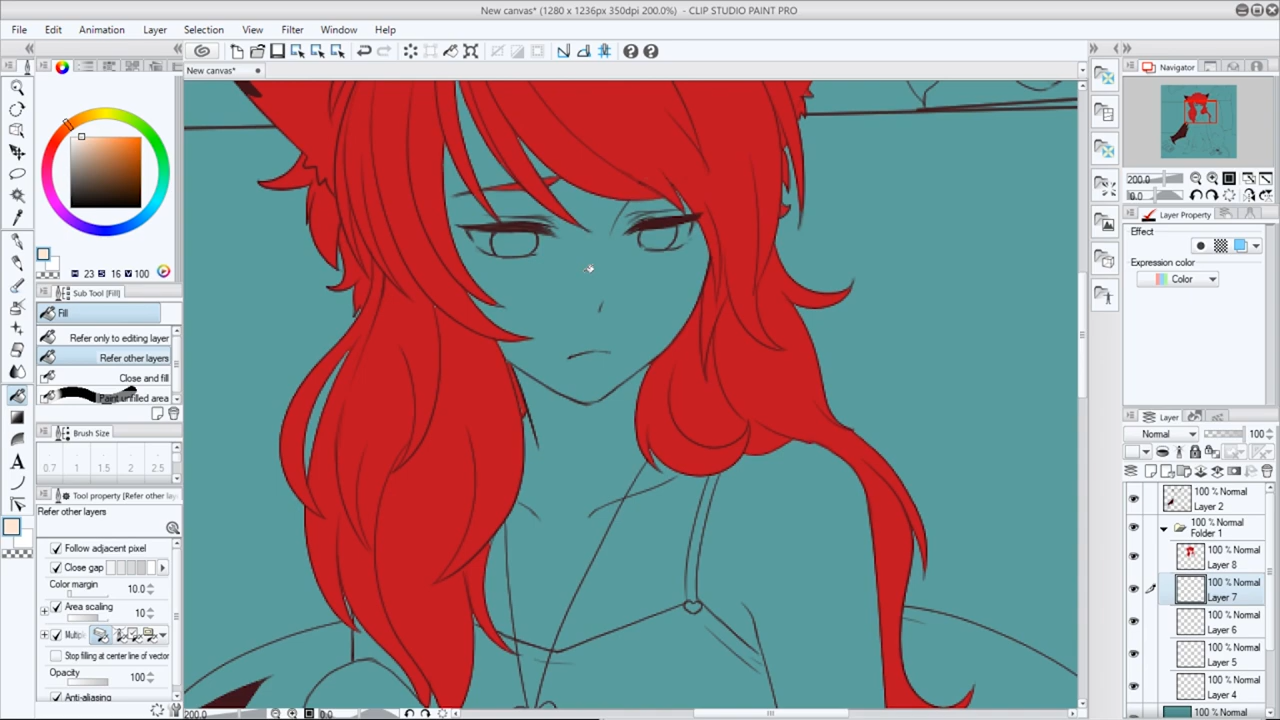 New canvas* (1280 x 1236px 350dpi 200.0%) - CLIP STUDIO PAINT PRO
File Edit Animation Layer Selection View Filter Window Help
New canvas*
Navigator
200.0
0.0
Layer Property
Effect
Expression color
Color
H 23 S 16 V 100
Sub Tool [Fill]
Fill
Refer only to editing layer
Refer other layers
Close and fill
Paint unfilled area
Brush Size
0.7 1 1.5 2 2.5
Tool property [Refer other lay
Refer other layers
Follow adjacent pixel
Close gap
Color margin
10.0
Area scaling
10
Multiple
Stop filling at center line of vector
Opacity
100
Anti-aliasing
A
Layer
Normal
100
100 % Normal
Layer 2
100 % Normal
Folder 1
100 % Normal
Layer 8
100 % Normal
Layer 7
100 % Normal
Layer 6
100 % Normal
Layer 5
100 % Normal
Layer 4
100 % Normal
200.0
0.0